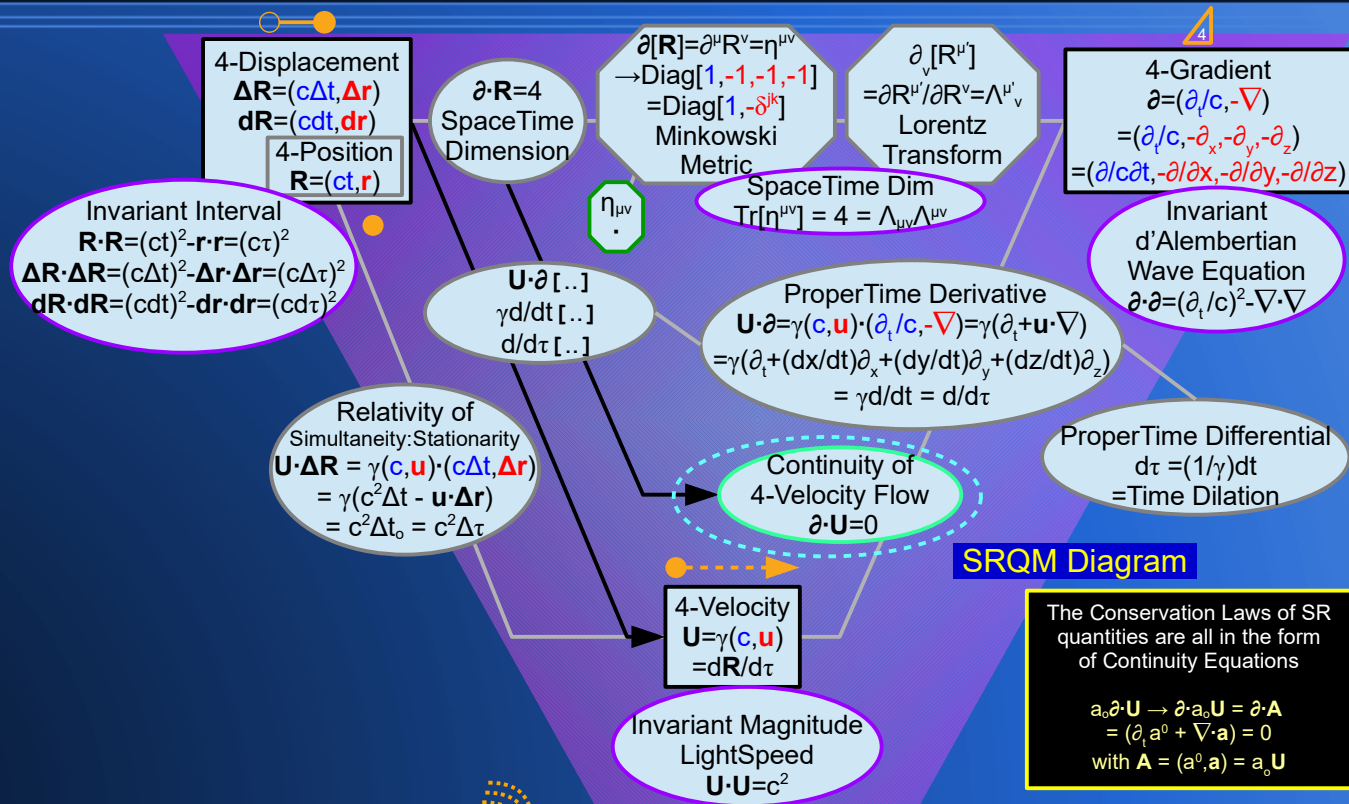 4-Displacement
ΔR=(cΔt,Δr)
dR=(cdt,dr)
4-Position
R=(ct,r)
∂·R=4
SpaceTime
Dimension
∂[R]=∂^μR^ν=η^μν
→Diag[1,-1,-1,-1]
=Diag[1,-δ^jk]
Minkowski
Metric
∂_ν[R^μ']
=∂R^μ'/∂R^ν=Λ^μ'_ν
Lorentz
Transform
4
4-Gradient
∂=(∂_t/c,-∇)
=(∂_t/c,-∂_x,-∂_y,-∂_z)
=(∂/c∂t,-∂/∂x,-∂/∂y,-∂/∂z)
Invariant Interval
R·R=(ct)²-r·r=(cτ)²
ΔR·ΔR=(cΔt)²-Δr·Δr=(cΔτ)²
dR·dR=(cdt)²-dr·dr=(cdτ)²
η_μν
·
SpaceTime Dim
Tr[η^μν] = 4 = Λ_μνΛ^μν
Invariant
d'Alembertian
Wave Equation
∂·∂=(∂_t/c)²-∇·∇
U·∂[..]
γd/dt[..]
d/dτ[..]
ProperTime Derivative
U·∂=γ(c,u)·(∂_t/c,-∇)=γ(∂_t+u·∇)
=γ(∂_t+(dx/dt)∂_x+(dy/dt)∂_y+(dz/dt)∂_z)
= γd/dt = d/dτ
Relativity of
Simultaneity:Stationarity
U·ΔR = γ(c,u)·(cΔt,Δr)
= γ(c²Δt - u·Δr)
= c²Δt_o = c²Δτ
Continuity of
4-Velocity Flow
∂·U=0
ProperTime Differential
dτ =(1/γ)dt
=Time Dilation
SRQM Diagram
4-Velocity
U=γ(c,u)
=dR/dτ
Invariant Magnitude
LightSpeed
U·U=c²
The Conservation Laws of SR
quantities are all in the form
of Continuity Equations
a_o∂·U → ∂·a_oU = ∂·A
= (∂_t a⁰ + ∇·a) = 0
with A = (a⁰,a) = a_oU